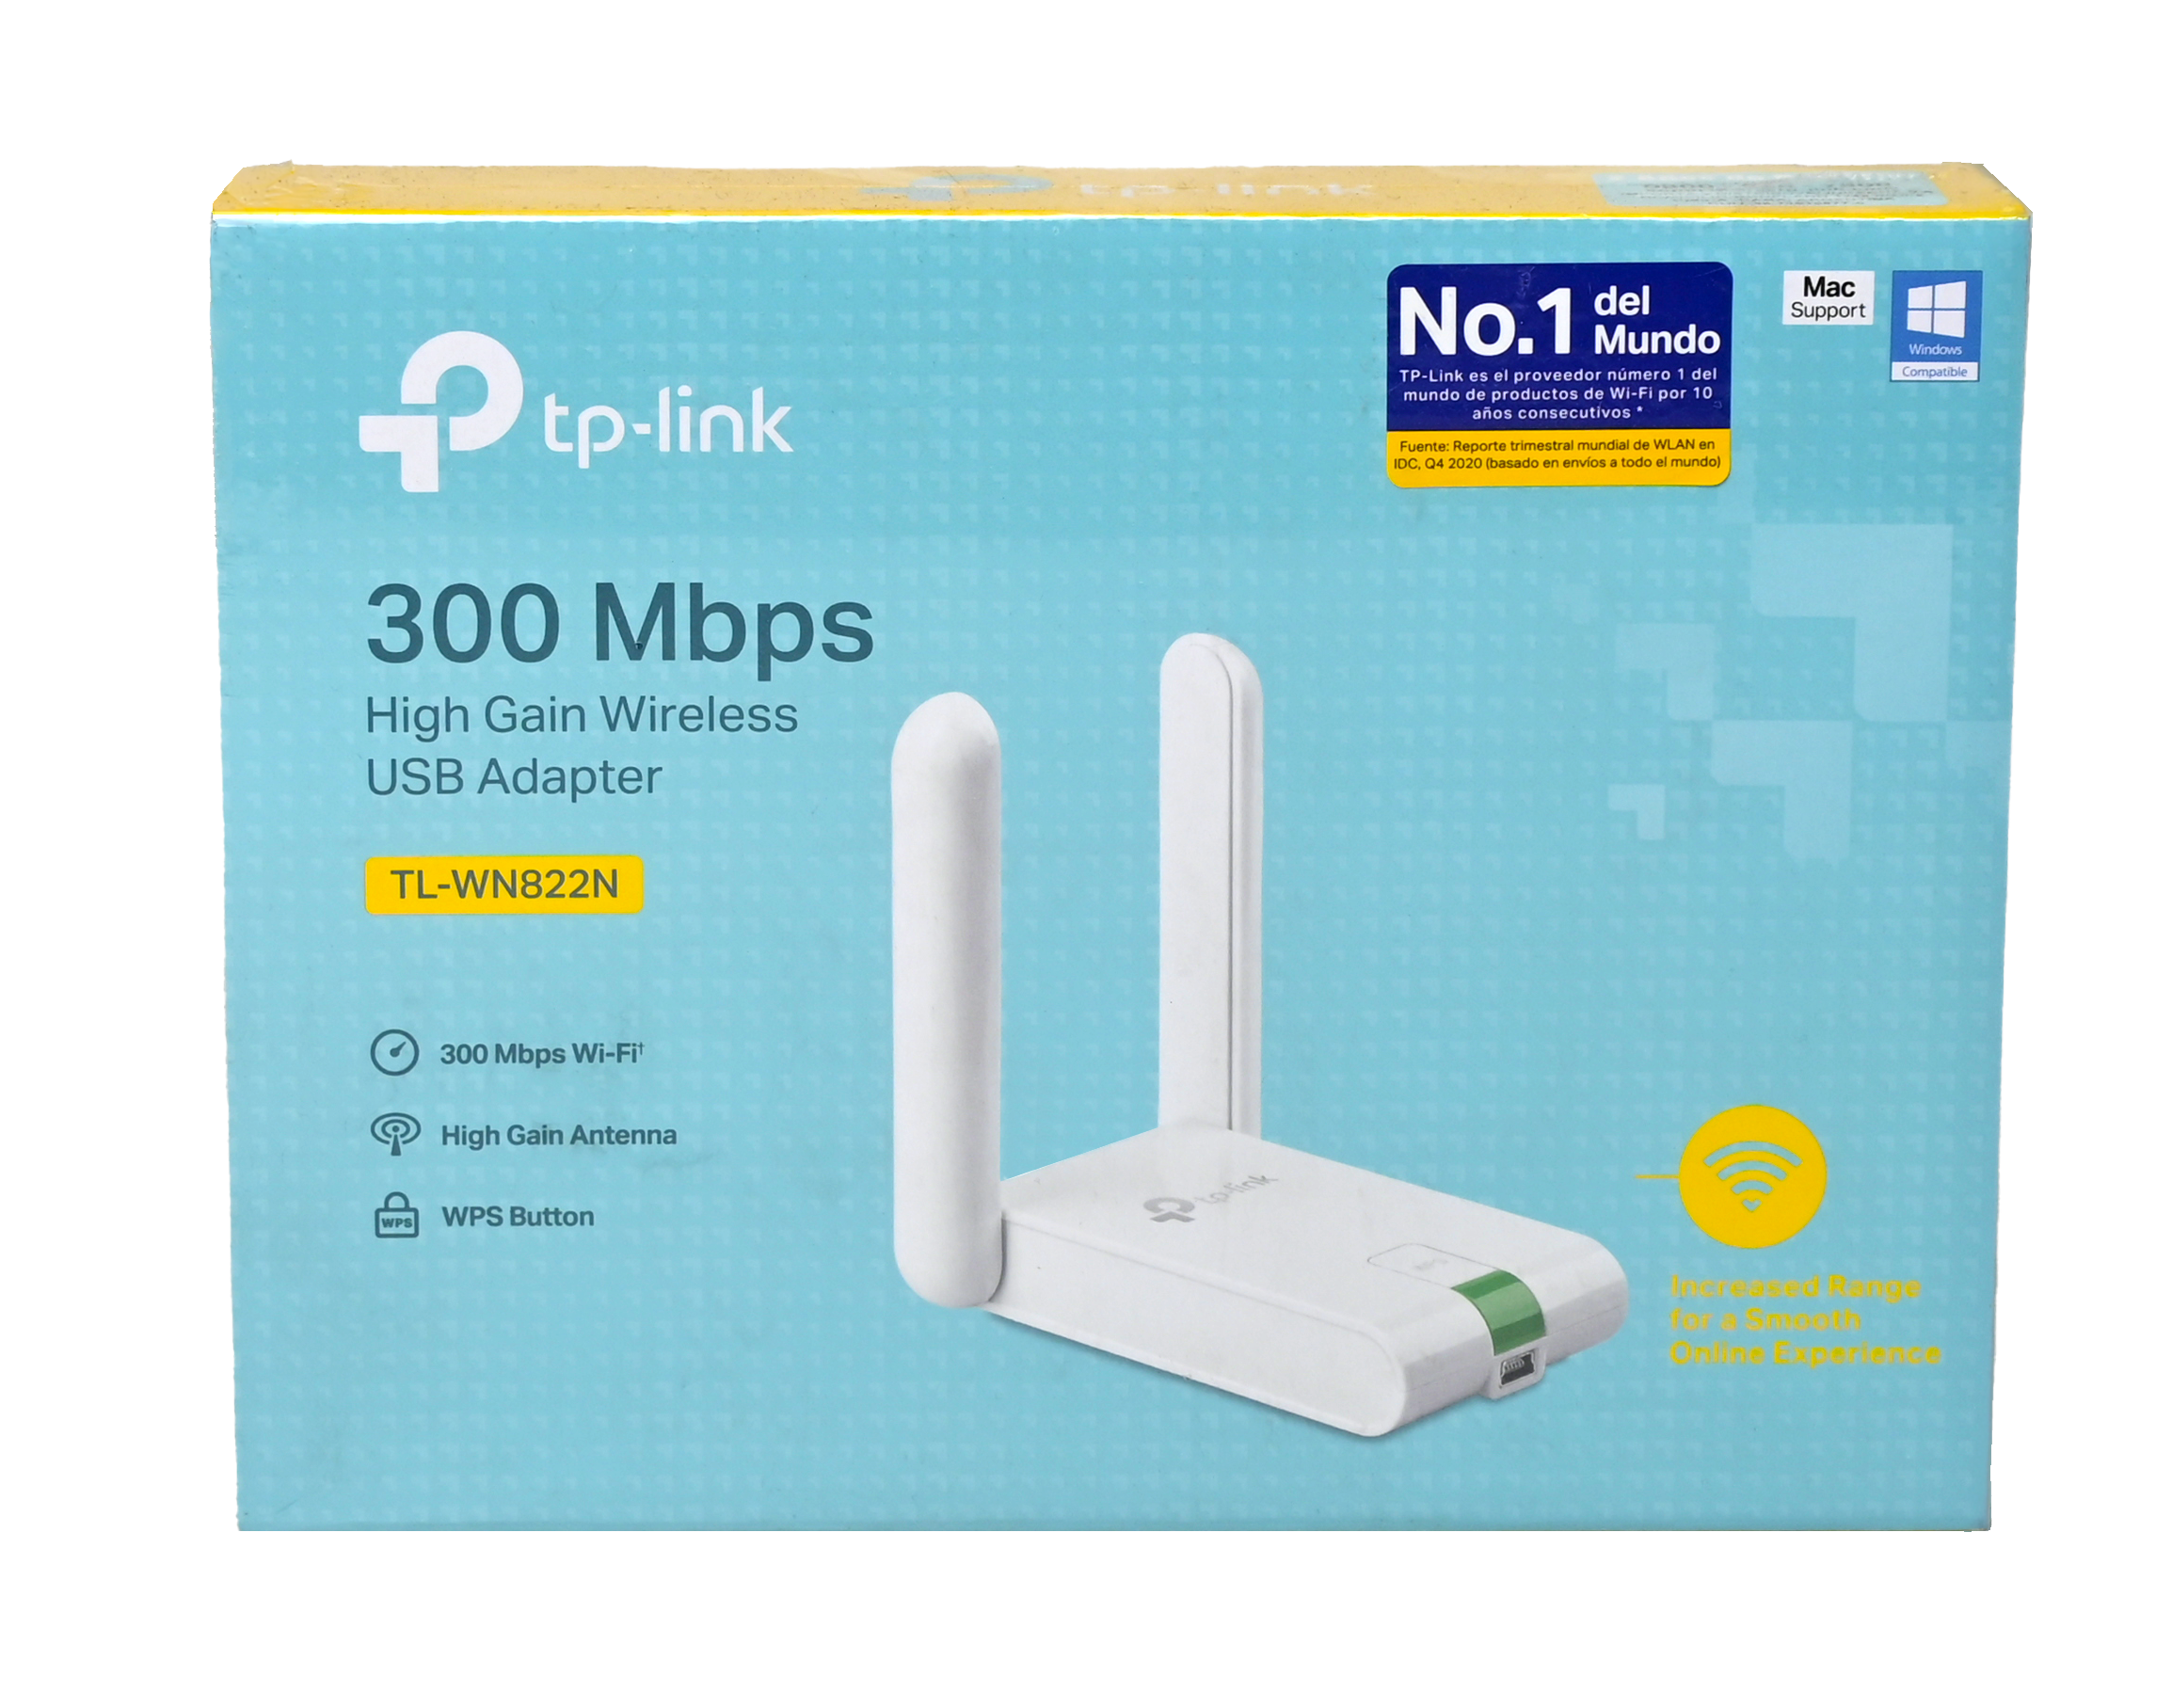 tp-link
No.1 del
Mundo
TP-Link es el proveedor número 1 del
mundo de productos de Wi-Fi por 10
años consecutivos *
Fuente: Reporte trimestral mundial de WLAN en
IDC, Q4 2020 (basado en envíos a todo el mundo)
Mac
Support
Windows
Compatible
tp-link
300 Mbps
High Gain Wireless
USB Adapter
TL-WN822N
300 Mbps Wi-Fi†
High Gain Antenna
WPS
WPS Button
tp-link
Increased Range
for a Smooth
Online Experience